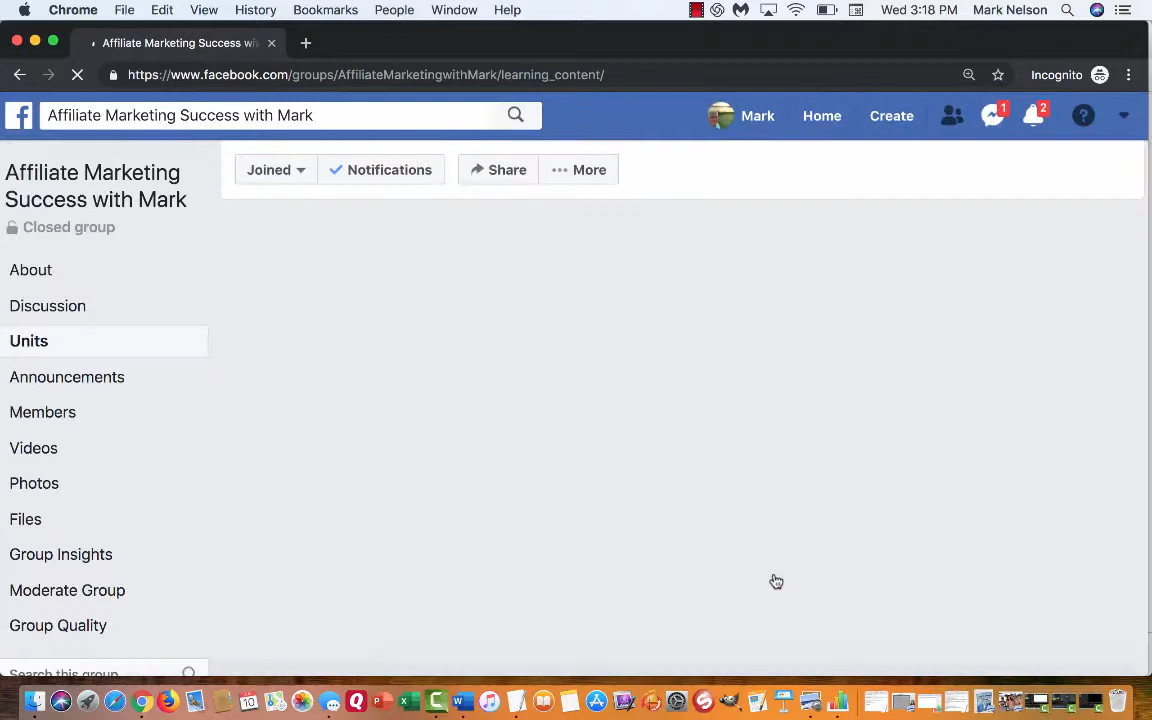 Chrome File Edit View History Bookmarks People Window Help Wed 3:18 PM Mark Nelson
Affiliate Marketing Success wi
https://www.facebook.com/groups/AffiliateMarketingwithMark/learning_content/ Incognito
Affiliate Marketing Success with Mark Mark Home Create 1 2
Affiliate Marketing
Success with Mark
Closed group
Joined Notifications Share More
About
Discussion
Units
Announcements
Members
Videos
Photos
Files
Group Insights
Moderate Group
Group Quality
Search this group